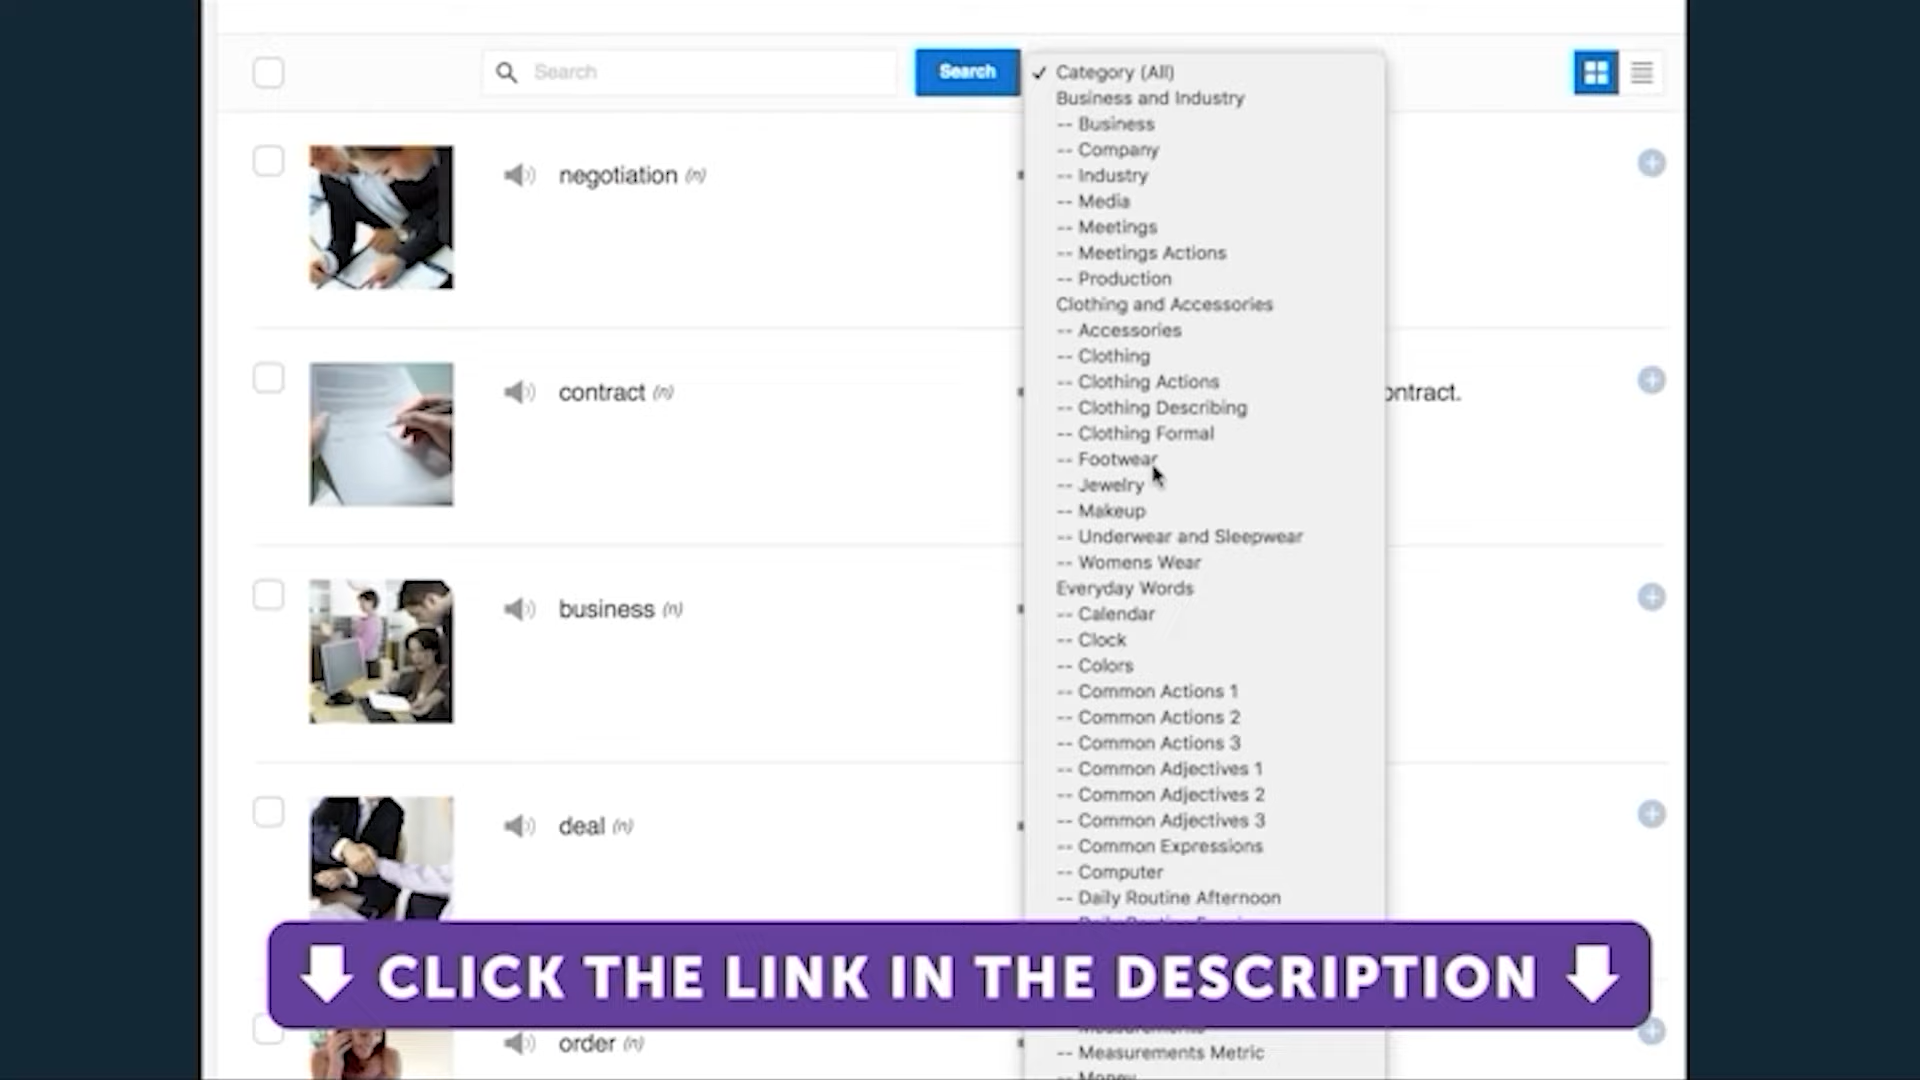 Search
Search
Category (All)
Business and Industry
-- Business
-- Company
-- Industry
-- Media
-- Meetings
-- Meetings Actions
-- Production
Clothing and Accessories
-- Accessories
-- Clothing
-- Clothing Actions
-- Clothing Describing
-- Clothing Formal
-- Footwear
-- Jewelry
-- Makeup
-- Underwear and Sleepwear
-- Womens Wear
Everyday Words
-- Calendar
-- Clock
-- Colors
-- Common Actions 1
-- Common Actions 2
-- Common Actions 3
-- Common Adjectives 1
-- Common Adjectives 2
-- Common Adjectives 3
-- Common Expressions
-- Computer
-- Daily Routine Afternoon
-- Measurements Metric
-- Money
negotiation (n)
contract (n)
ontract.
business (n)
deal (n)
CLICK THE LINK IN THE DESCRIPTION
order (n)